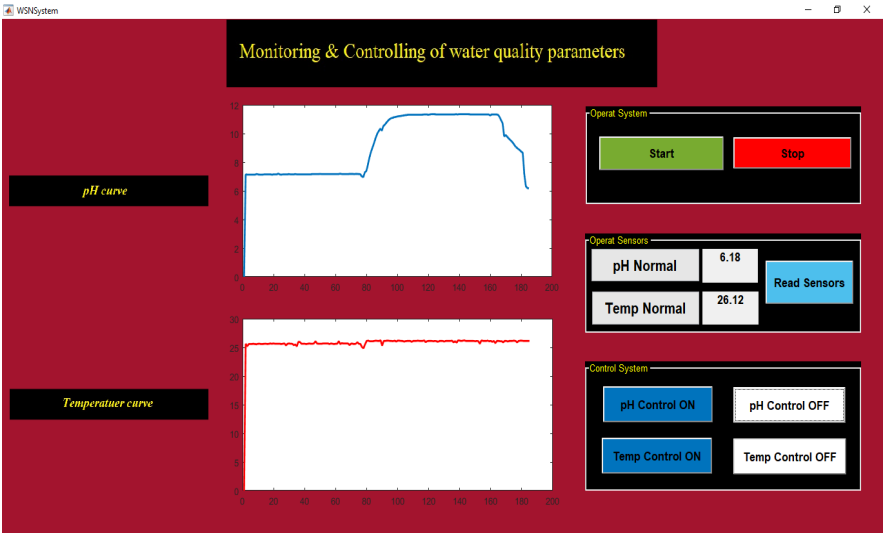 WSNSystem
Monitoring & Controlling of water quality parameters
pH curve
12
10
8
6
4
2
0
0 20 40 60 80 100 120 140 160 180 200
Temperatuer curve
30
25
20
15
10
5
0
0 20 40 60 80 100 120 140 160 180 200
Operat System
Start Stop
Operat Sensors
pH Normal 6.18
Read Sensors
Temp Normal 26.12
Control System
pH Control ON pH Control OFF
Temp Control ON Temp Control OFF